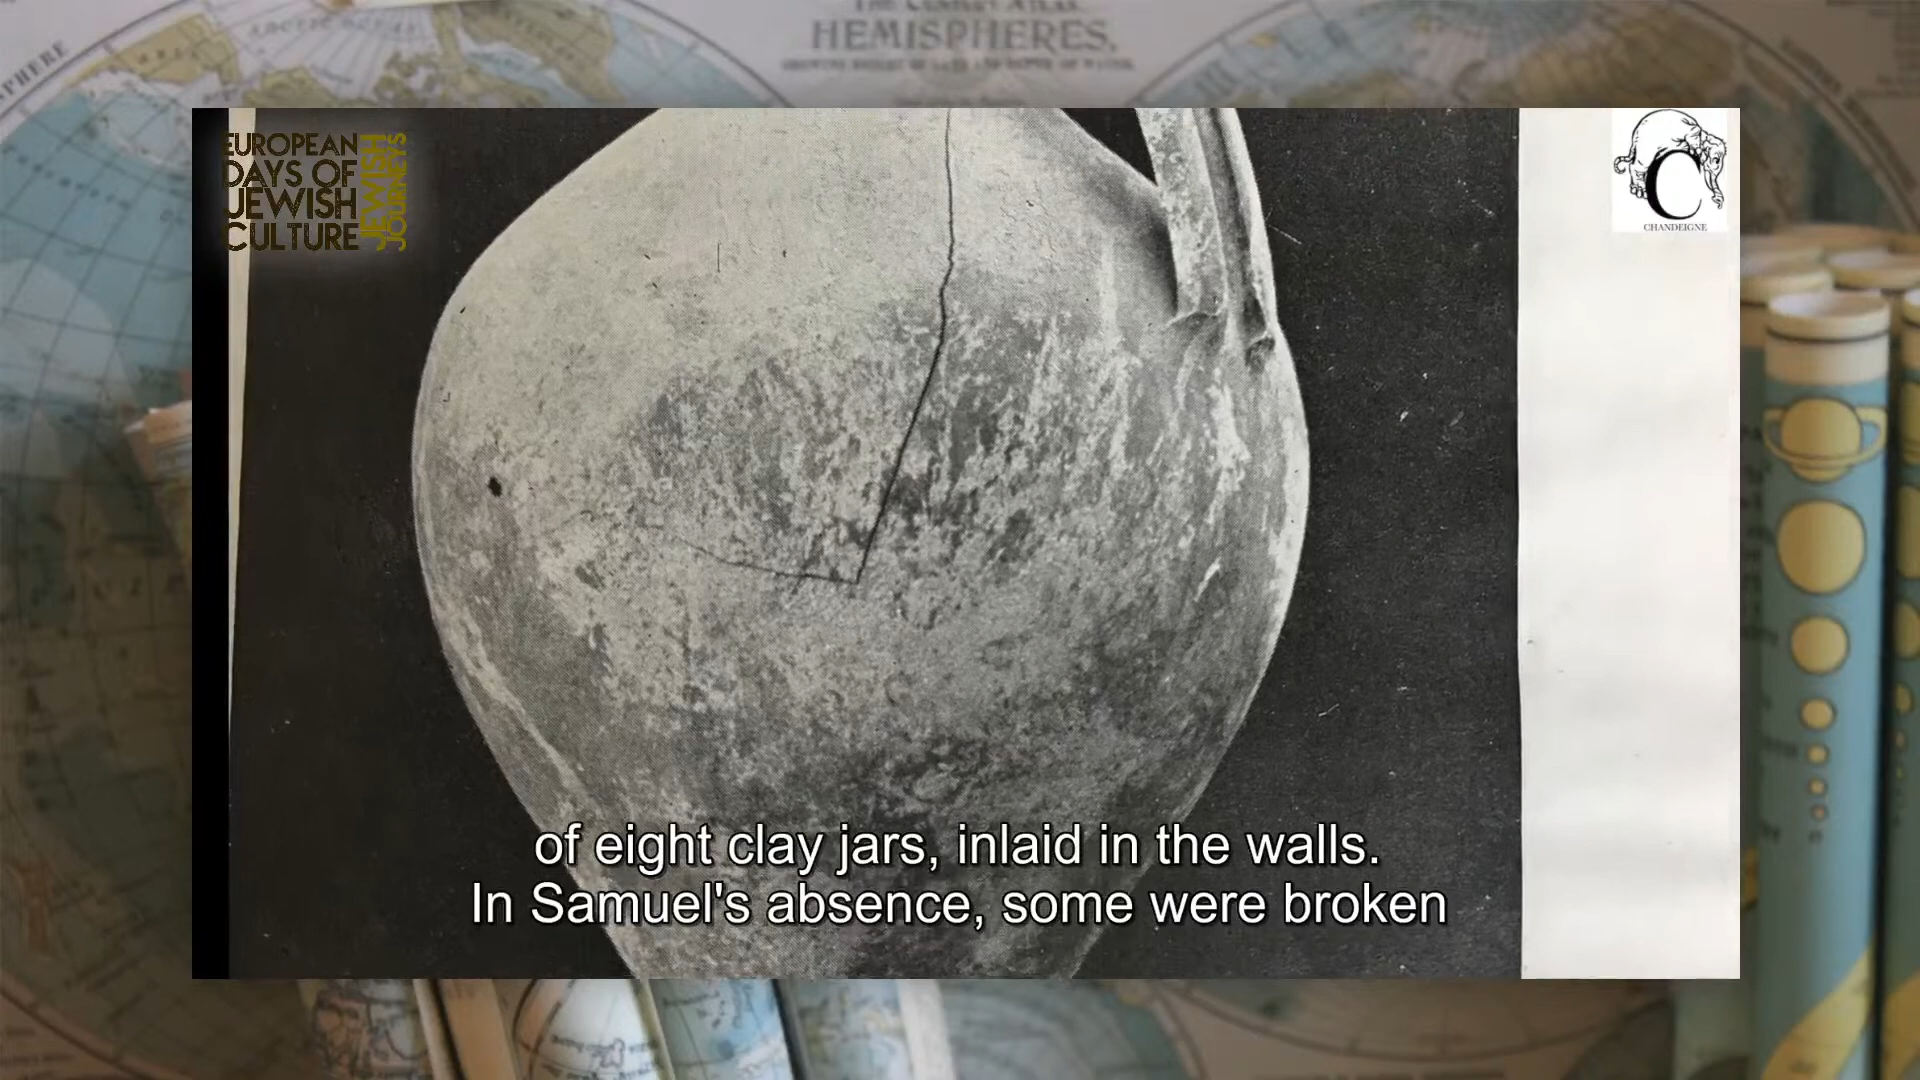 HEMISPHERES.
EUROPEAN
DAYS OF
JEWISH
CULTURE
JEWISH
JOURNEYS
CHANDEIGNE
of eight clay jars, inlaid in the walls.
In Samuel's absence, some were broken